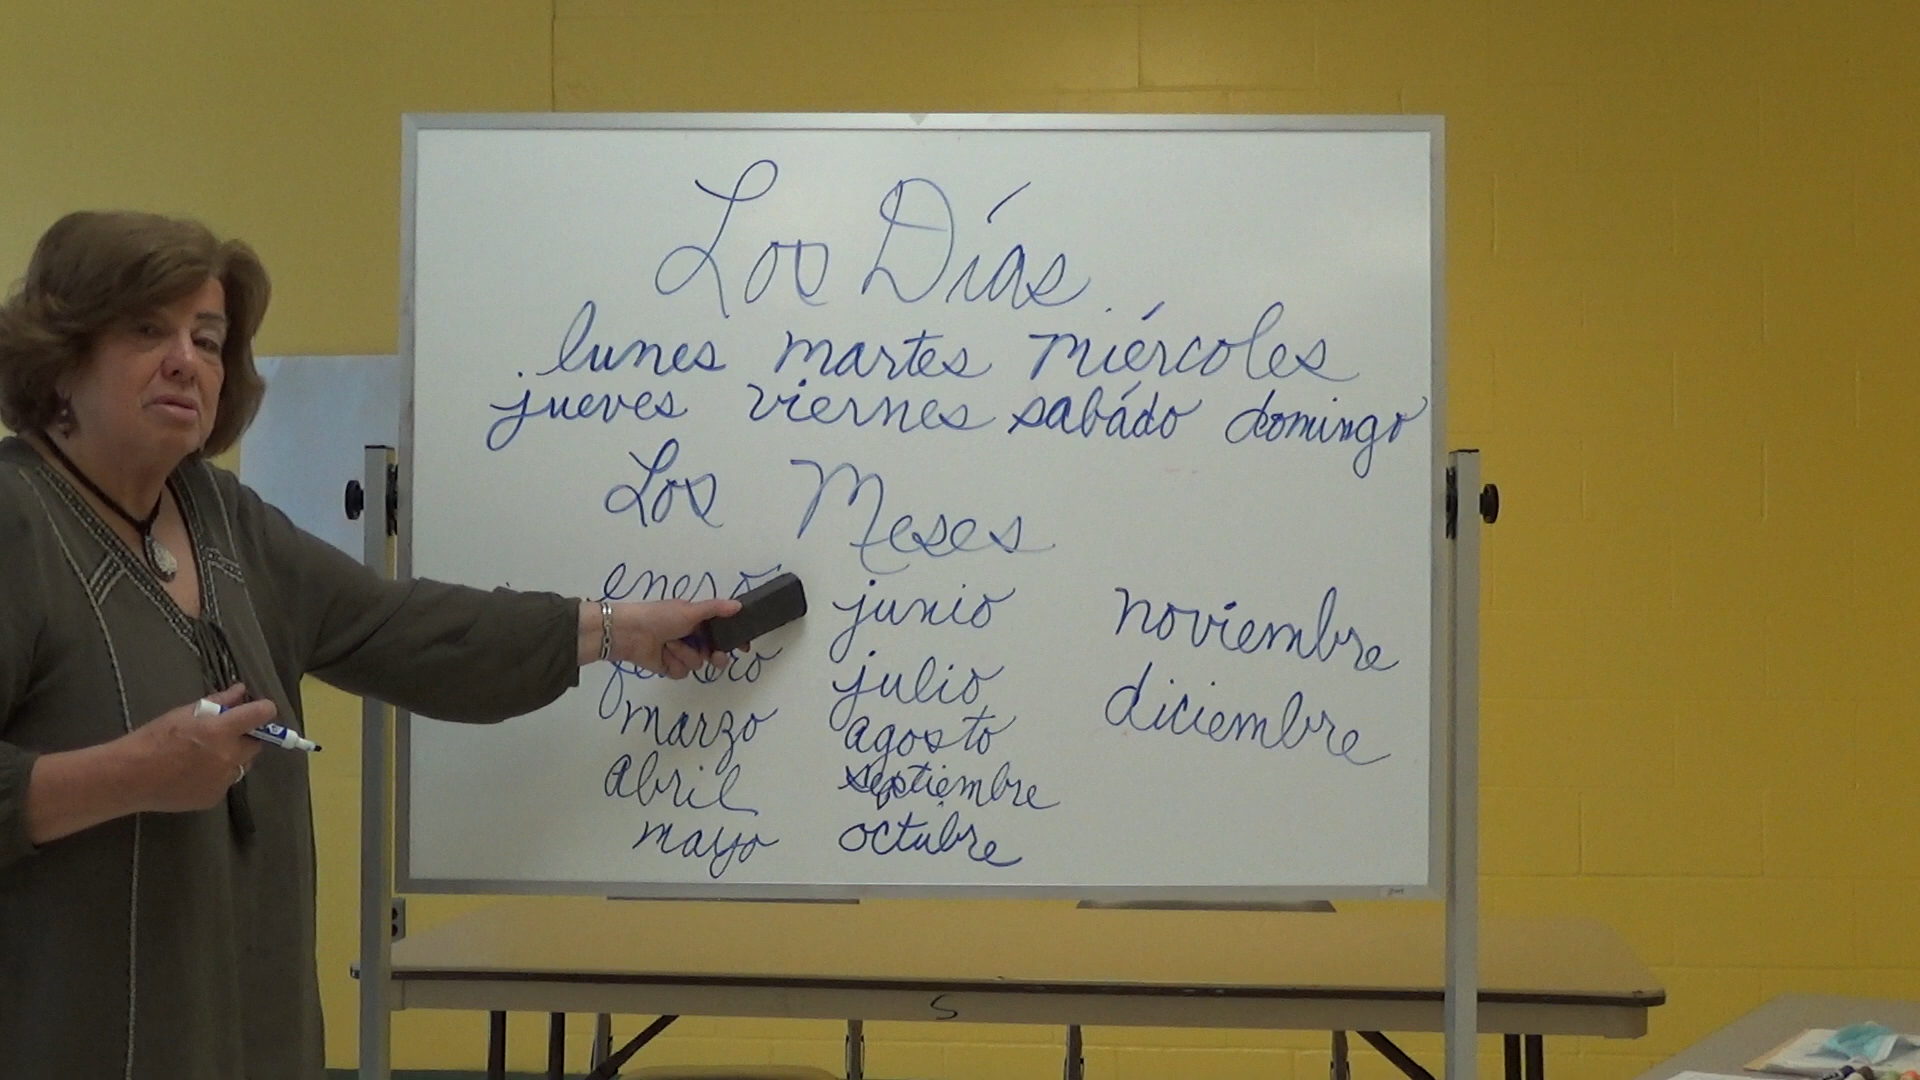 Los Días
lunes martes miércoles
jueves viernes sabádo domingo
Los Meses
enero
febrero
marzo
abril
mayo
junio
julio
agosto
septiembre
octubre
noviembre
diciembre
S